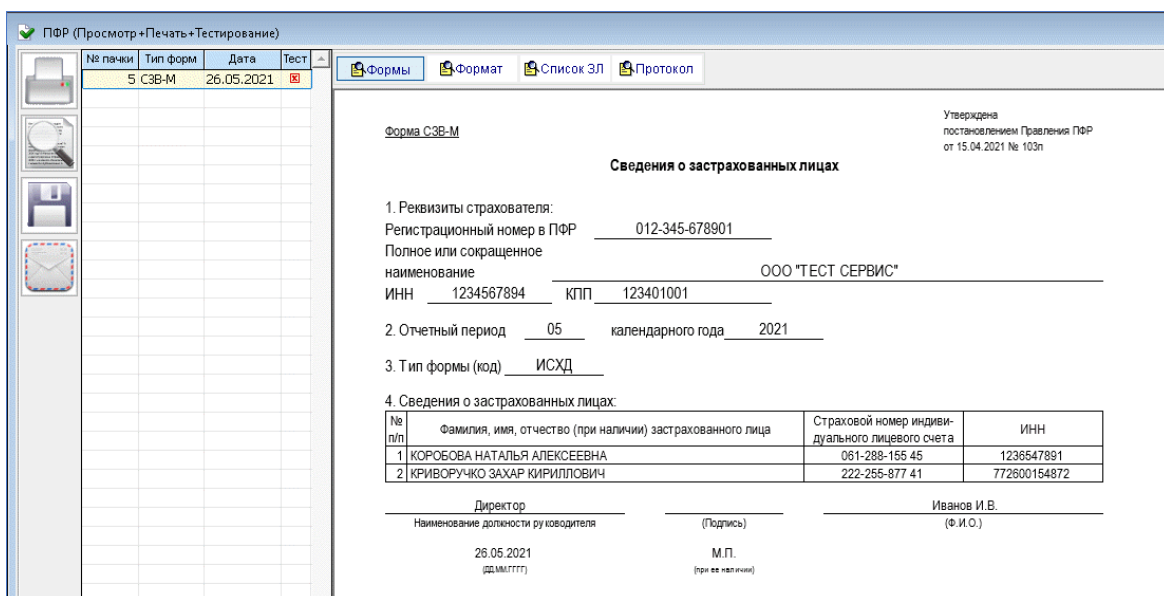 ПФР (Просмотр+Печать+Тестирование)
№ пачки Тип форм Дата Тест
5 СЗВ-М 26.05.2021
Формы Формат Список ЗЛ Протокол
Форма СЗВ-М
Утверждена
постановлением Правления ПФР
от 15.04.2021 № 103п
Сведения о застрахованных лицах
1. Реквизиты страхователя:
Регистрационный номер в ПФР 012-345-678901
Полное или сокращенное
наименование ООО "ТЕСТ СЕРВИС"
ИНН 1234567894 КПП 123401001
2. Отчетный период 05 календарного года 2021
3. Тип формы (код) ИСХД
4. Сведения о застрахованных лицах:
№ п/п Фамилия, имя, отчество (при наличии) застрахованного лица Страховой номер индиви-дуального лицевого счета ИНН
1 КОРОБОВА НАТАЛЬЯ АЛЕКСЕЕВНА 061-288-155 45 1236547891
2 КРИВОРУЧКО ЗАХАР КИРИЛЛОВИЧ 222-255-877 41 772600154872
Директор Иванов И.В.
Наименование должности руководителя (Подпись) (Ф.И.О.)
26.05.2021 М.П.
(ДД.ММ.ГГГГ) (при ее наличии)